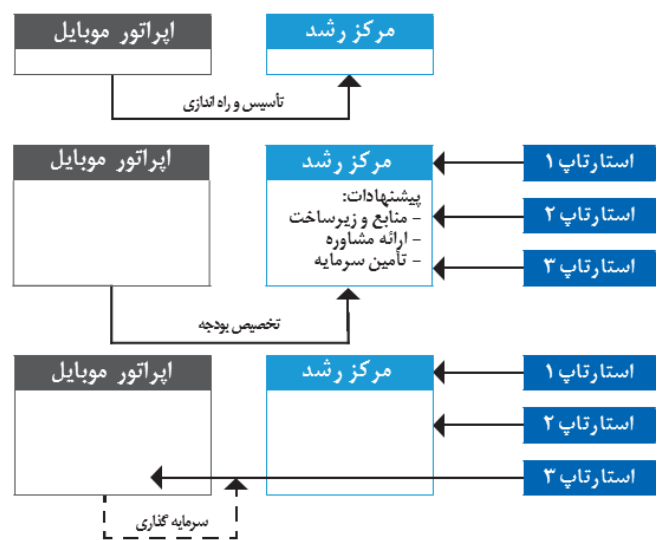 مرکز رشد
اپراتور موبایل
تأسیس و راه اندازی
استارتاپ ۱
مرکز رشد
اپراتور موبایل
پیشنهادات:
استارتاپ ۲
- منابع و زیرساخت
- ارائه مشاوره
استارتاپ ۳
- تأمین سرمایه
تخصیص بودجه
استارتاپ ۱
مرکز رشد
اپراتور موبایل
استارتاپ ۲
استارتاپ ۳
سرمایه گذاری